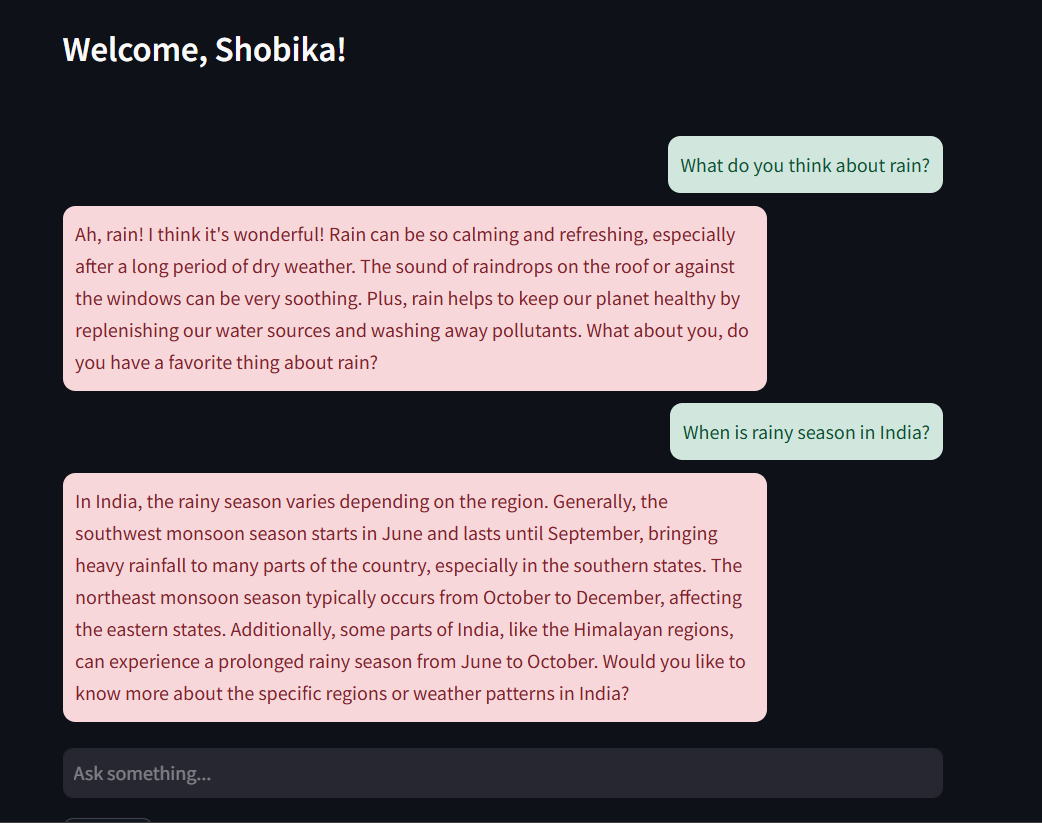 Welcome, Shobika!
What do you think about rain?
Ah, rain! I think it's wonderful! Rain can be so calming and refreshing, especially
after a long period of dry weather. The sound of raindrops on the roof or against
the windows can be very soothing. Plus, rain helps to keep our planet healthy by
replenishing our water sources and washing away pollutants. What about you, do
you have a favorite thing about rain?
When is rainy season in India?
In India, the rainy season varies depending on the region. Generally, the
southwest monsoon season starts in June and lasts until September, bringing
heavy rainfall to many parts of the country, especially in the southern states. The
northeast monsoon season typically occurs from October to December, affecting
the eastern states. Additionally, some parts of India, like the Himalayan regions,
can experience a prolonged rainy season from June to October. Would you like to
know more about the specific regions or weather patterns in India?
Ask something...